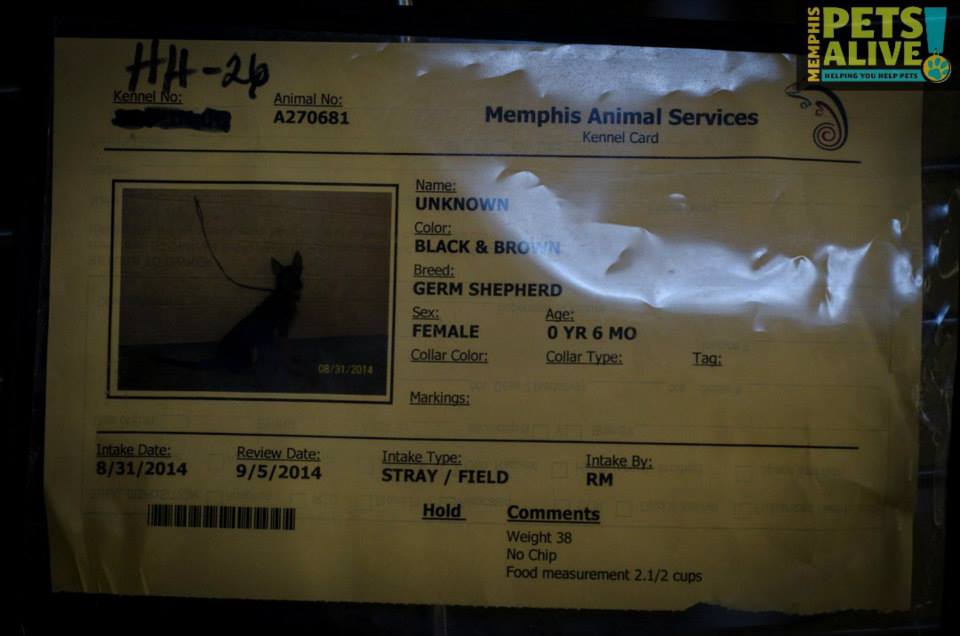 MEMPHIS
PETS
ALIVE!
HELPING YOU HELP PETS
HH-26
Kennel No:
Animal No:
A270681
Memphis Animal Services
Kennel Card
Name:
UNKNOWN
Color:
BLACK & BROWN
Breed:
GERM SHEPHERD
Sex: Age:
FEMALE 0 YR 6 MO
Collar Color: Collar Type: Tag:
Markings:
08/31/2014
Intake Date: Review Date: Intake Type: Intake By:
8/31/2014 9/5/2014 STRAY / FIELD RM
Hold Comments
Weight 38
No Chip
Food measurement 2.1/2 cups